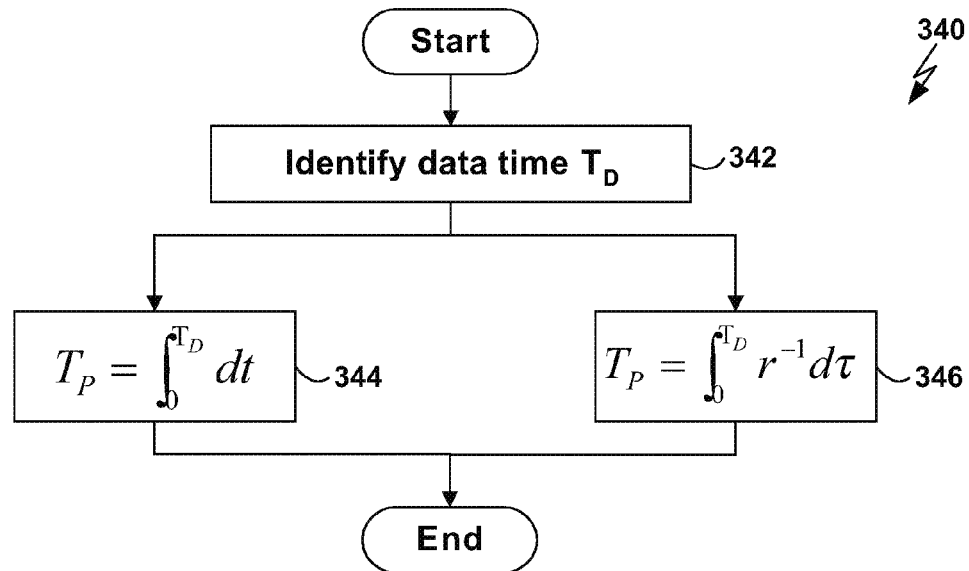 Start
340
Identify data time T_D
342
T_P = ∫_0^{T_D} dt
344
T_P = ∫_0^{T_D} r^{-1} dτ
346
End